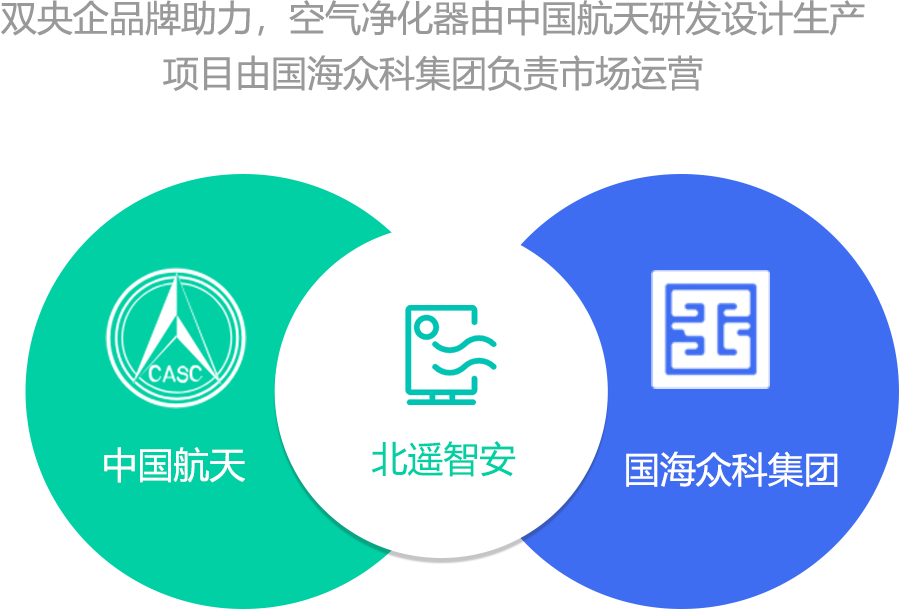 双央企品牌助力，空气净化器由中国航天研发设计生产
项目由国海众科集团负责市场运营
CASC
中国航天
北遥智安
国海众科集团